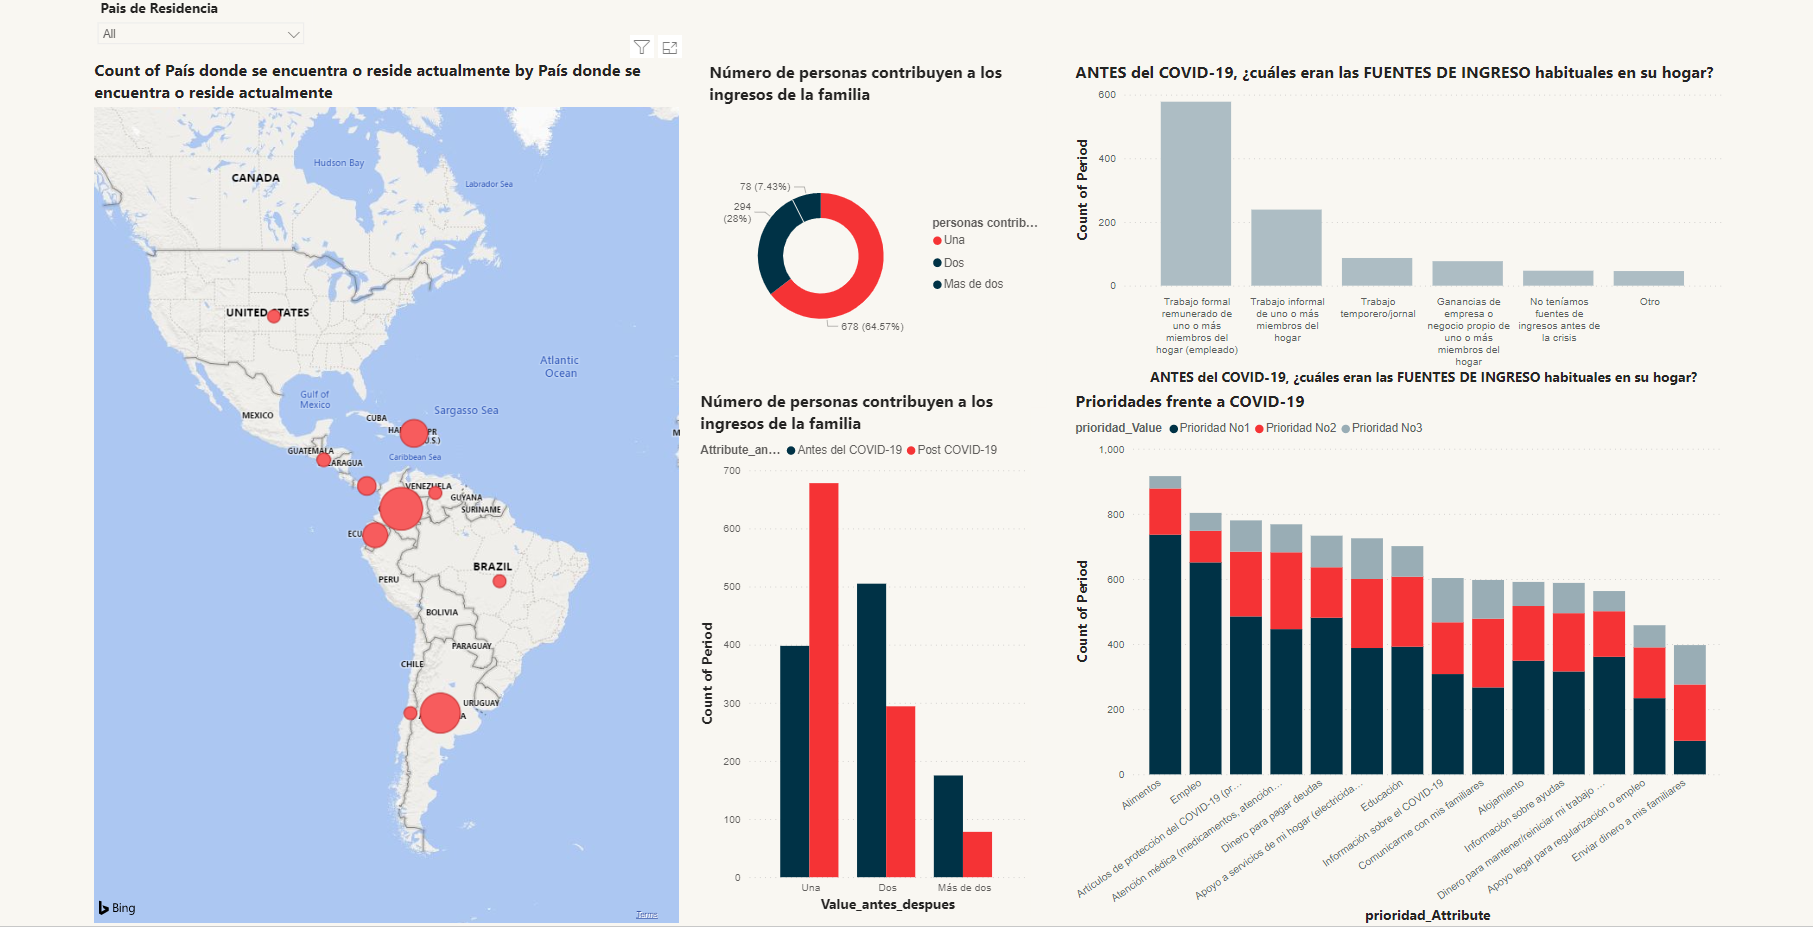 Pais de Residencia
All
Count of País donde se encuentra o reside actualmente by País donde se
encuentra o reside actualmente
Hudson Bay
CANADA
Labrador Sea
UNITED STATES
Atlantic
Ocean
Gulf of
Mexico
Sargasso Sea
MEXICO
CUBA
PR
U.S.)
GUATEMALA
Caribbean Sea
VENEZUELA
GUYANA
SURINAME
ECU
BRAZIL
PERU
BOLIVIA
PARAGUAY
CHILE
URUGUAY
Bing
Terms
Número de personas contribuyen a los
ingresos de la familia
78 (7.43%)
294
(28%)
678 (64.57%)
personas contrib...
Una
Dos
Mas de dos
Número de personas contribuyen a los
ingresos de la familia
Attribute_an... Antes del COVID-19 Post COVID-19
Count of Period
700
600
500
400
300
200
100
0
Una Dos Más de dos
Value_antes_despues
ANTES del COVID-19, ¿cuáles eran las FUENTES DE INGRESO habituales en su hogar?
Count of Period
600
400
200
0
Trabajo formal
remunerado de
uno o más
miembros del
hogar (empleado)
Trabajo informal
de uno o más
miembros del
hogar
Trabajo
temporero/jornal
Ganancias de
empresa o
negocio propio de
uno o más
miembros del
hogar
No teníamos
fuentes de
ingresos antes de
la crisis
Otro
ANTES del COVID-19, ¿cuáles eran las FUENTES DE INGRESO habituales en su hogar?
Prioridades frente a COVID-19
prioridad_Value Prioridad No1 Prioridad No2 Prioridad No3
Count of Period
1,000
800
600
400
200
0
Alimentos
Empleo
Artículos de protección del COVID-19 (pr...
Atención médica (medicamentos, atención...
Dinero para pagar deudas
Apoyo a servicios de mi hogar (electricida...
Educación
Información sobre el COVID-19
Comunicarme con mis familiares
Alojamiento
Información sobre ayudas
Dinero para mantener/reiniciar mi trabajo ...
Apoyo legal para regularización o empleo
Enviar dinero a mis familiares
prioridad_Attribute